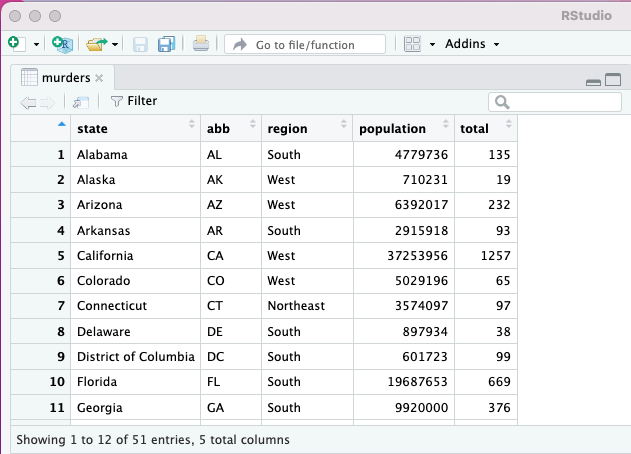 RStudio
Go to file/function
Addins
murders
Filter
state abb region population total
1 Alabama AL South 4779736 135
2 Alaska AK West 710231 19
3 Arizona AZ West 6392017 232
4 Arkansas AR South 2915918 93
5 California CA West 37253956 1257
6 Colorado CO West 5029196 65
7 Connecticut CT Northeast 3574097 97
8 Delaware DE South 897934 38
9 District of Columbia DC South 601723 99
10 Florida FL South 19687653 669
11 Georgia GA South 9920000 376
Showing 1 to 12 of 51 entries, 5 total columns